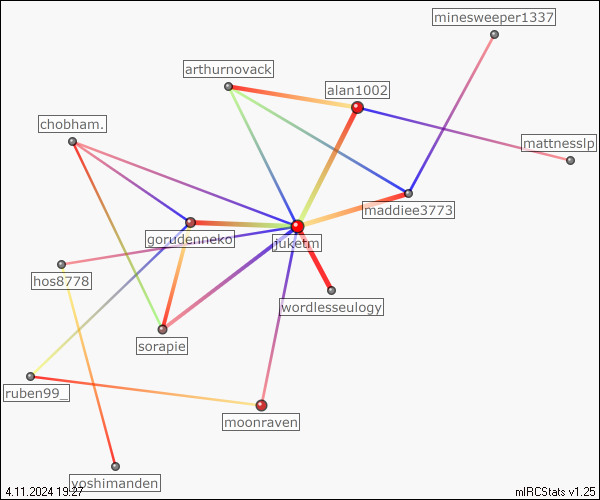 minesweeper1337
arthurnovack
alan1002
chobham.
mattnesslp
maddiee3773
gorudenneko
juketm
hos8778
wordlesseulogy
sorapie
ruben99_
moonraven
yoshimanden
4.11.2024 19:27
mIRCStats v1.25